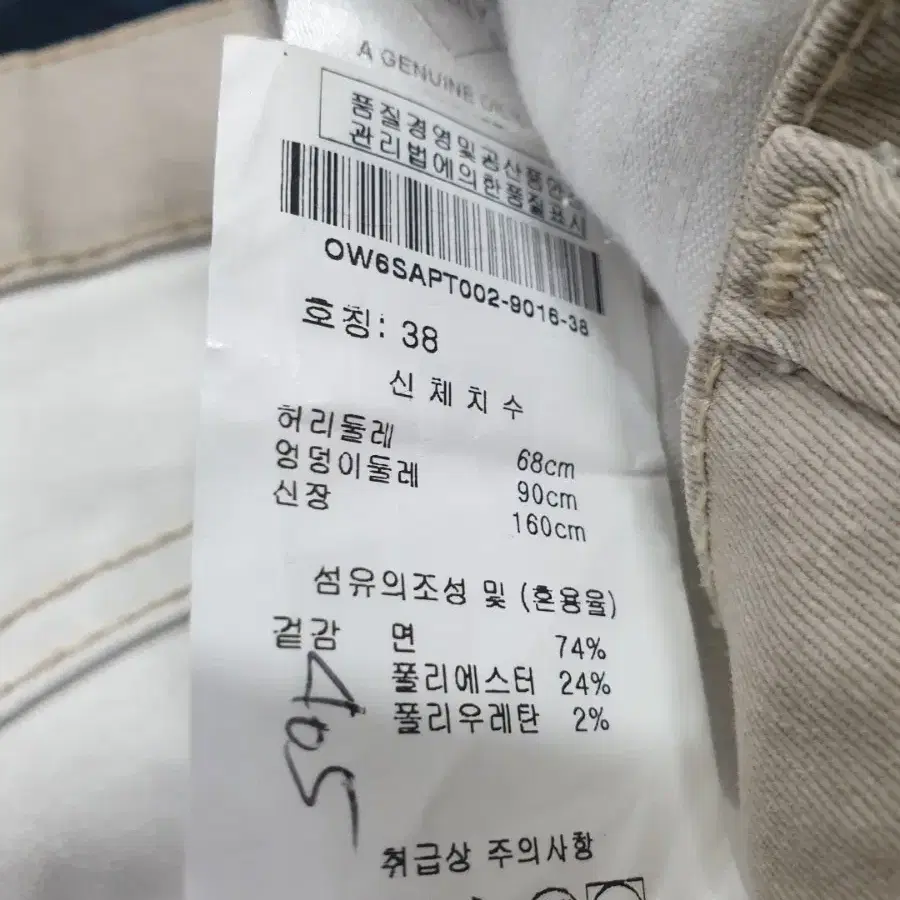 A GENUINE
품질경영및공산품안전
관리법에의한품질표시
OW6SAPT002-9016-38
호칭: 38
신체치수
허리둘레 68cm
엉덩이둘레 90cm
신장 160cm
섬유의조성 및 (혼용율)
겉감 면 74%
폴리에스터 24%
폴리우레탄 2%
405
취급상 주의사항